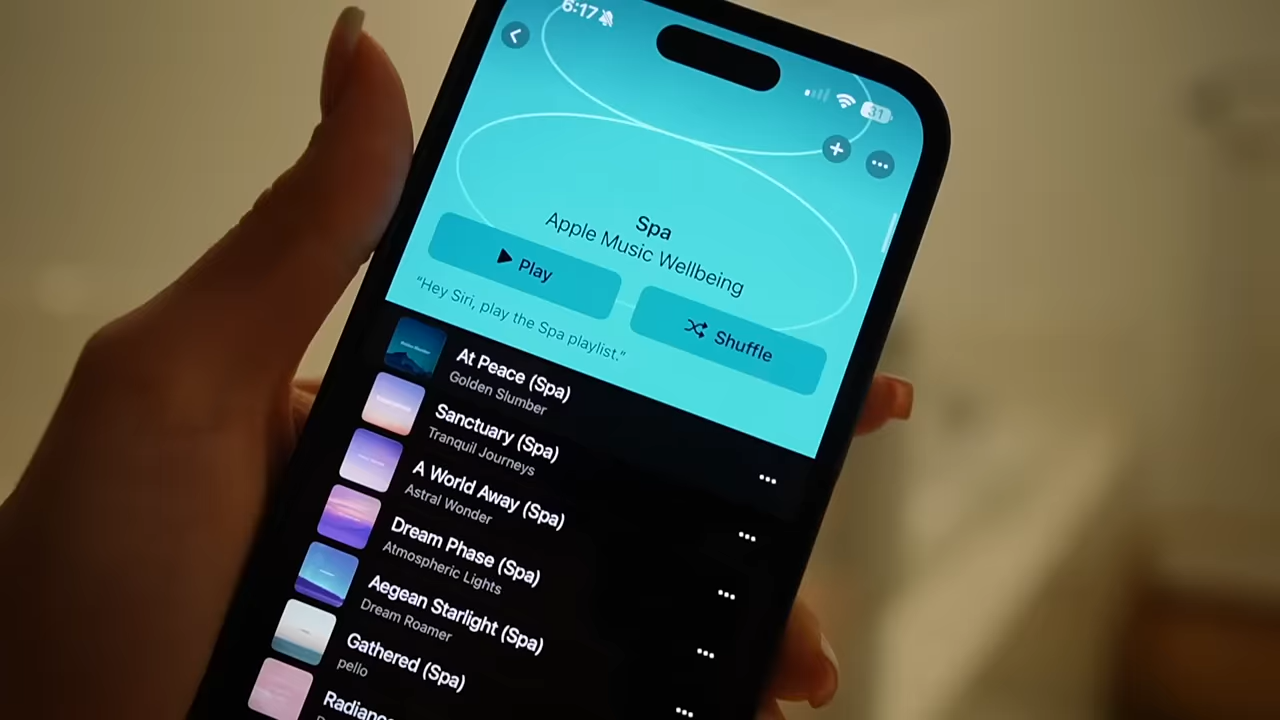 6:17
31
Spa
Apple Music Wellbeing
Play
Shuffle
“Hey Siri, play the Spa playlist.”
At Peace (Spa)
Golden Slumber
Sanctuary (Spa)
Tranquil Journeys
A World Away (Spa)
Astral Wonder
Dream Phase (Spa)
Atmospheric Lights
Aegean Starlight (Spa)
Dream Roamer
Gathered (Spa)
pello